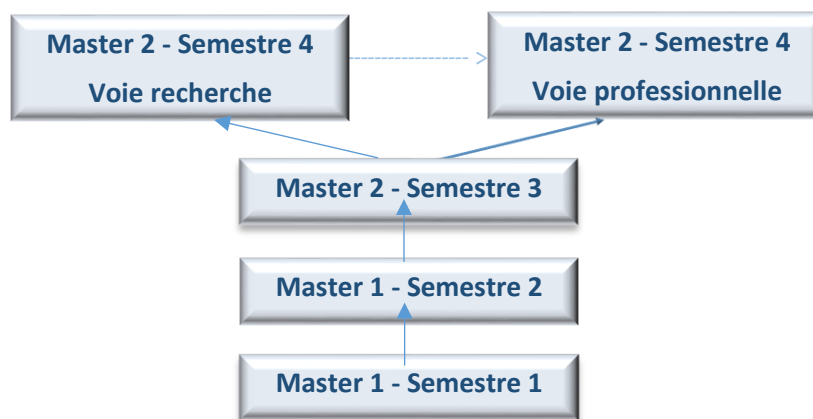 Master 2 - Semestre 4
Voie recherche
Master 2 - Semestre 4
Voie professionnelle
Master 2 - Semestre 3
Master 1 - Semestre 2
Master 1 - Semestre 1